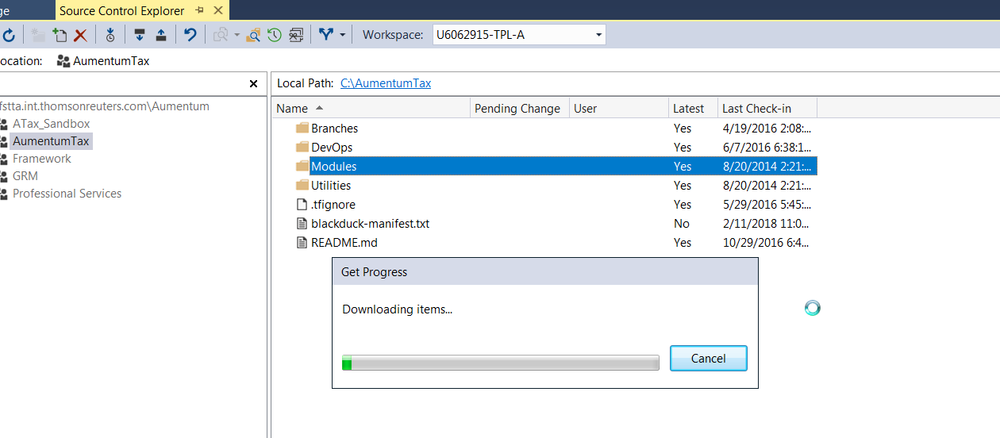 ge
Source Control Explorer
Workspace: U6062915-TPL-A
ocation: AumentumTax
Local Path: C:\AumentumTax
fstta.int.thomsonreuters.com\Aumentum
ATax_Sandbox
AumentumTax
Framework
GRM
Professional Services
Name Pending Change User Latest Last Check-in
Branches Yes 4/19/2016 2:08:...
DevOps Yes 6/7/2016 6:38:1...
Modules Yes 8/20/2014 2:21:...
Utilities Yes 8/20/2014 2:21:...
.tfignore Yes 5/29/2016 5:45:...
blackduck-manifest.txt No 2/11/2018 11:0...
README.md Yes 10/29/2016 6:4...
Get Progress
Downloading items...
Cancel